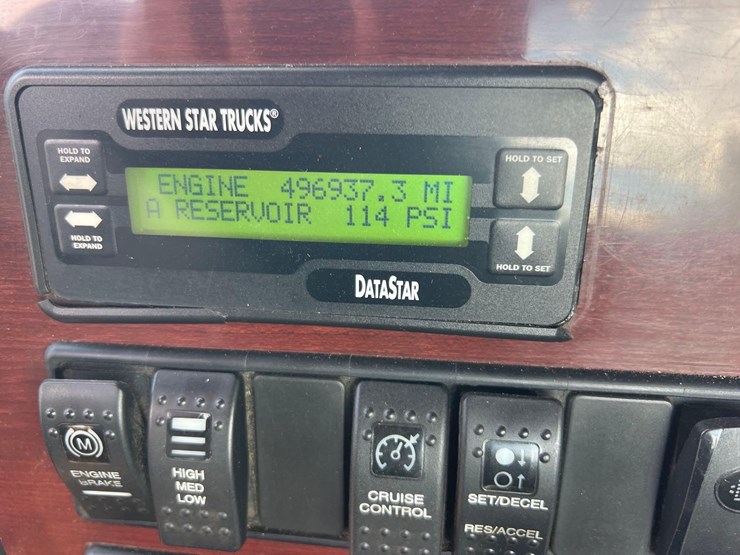 WESTERN STAR TRUCKS®
HOLD TO
EXPAND
HOLD TO SET
ENGINE 496937.3 MI
A RESERVOIR 114 PSI
HOLD TO
EXPAND
HOLD TO SET
DATASTAR
M
ENGINE
BRAKE
HIGH
MED
LOW
CRUISE
CONTROL
SET/DECEL
RES/ACCEL